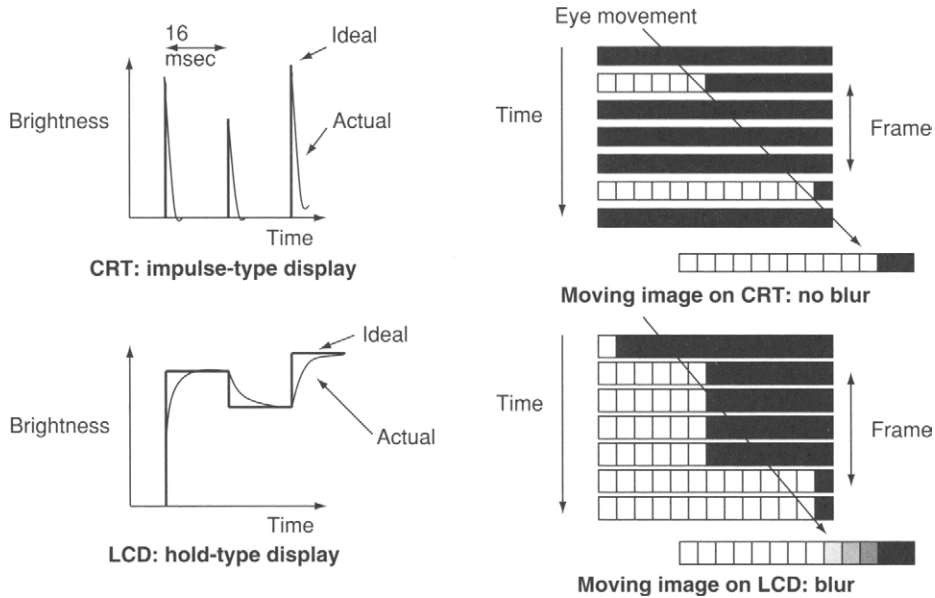 16
msec
Ideal
Brightness
Actual
Time
CRT: impulse-type display
Eye movement
Time
Frame
Moving image on CRT: no blur
Ideal
Brightness
Actual
Time
LCD: hold-type display
Time
Frame
Moving image on LCD: blur